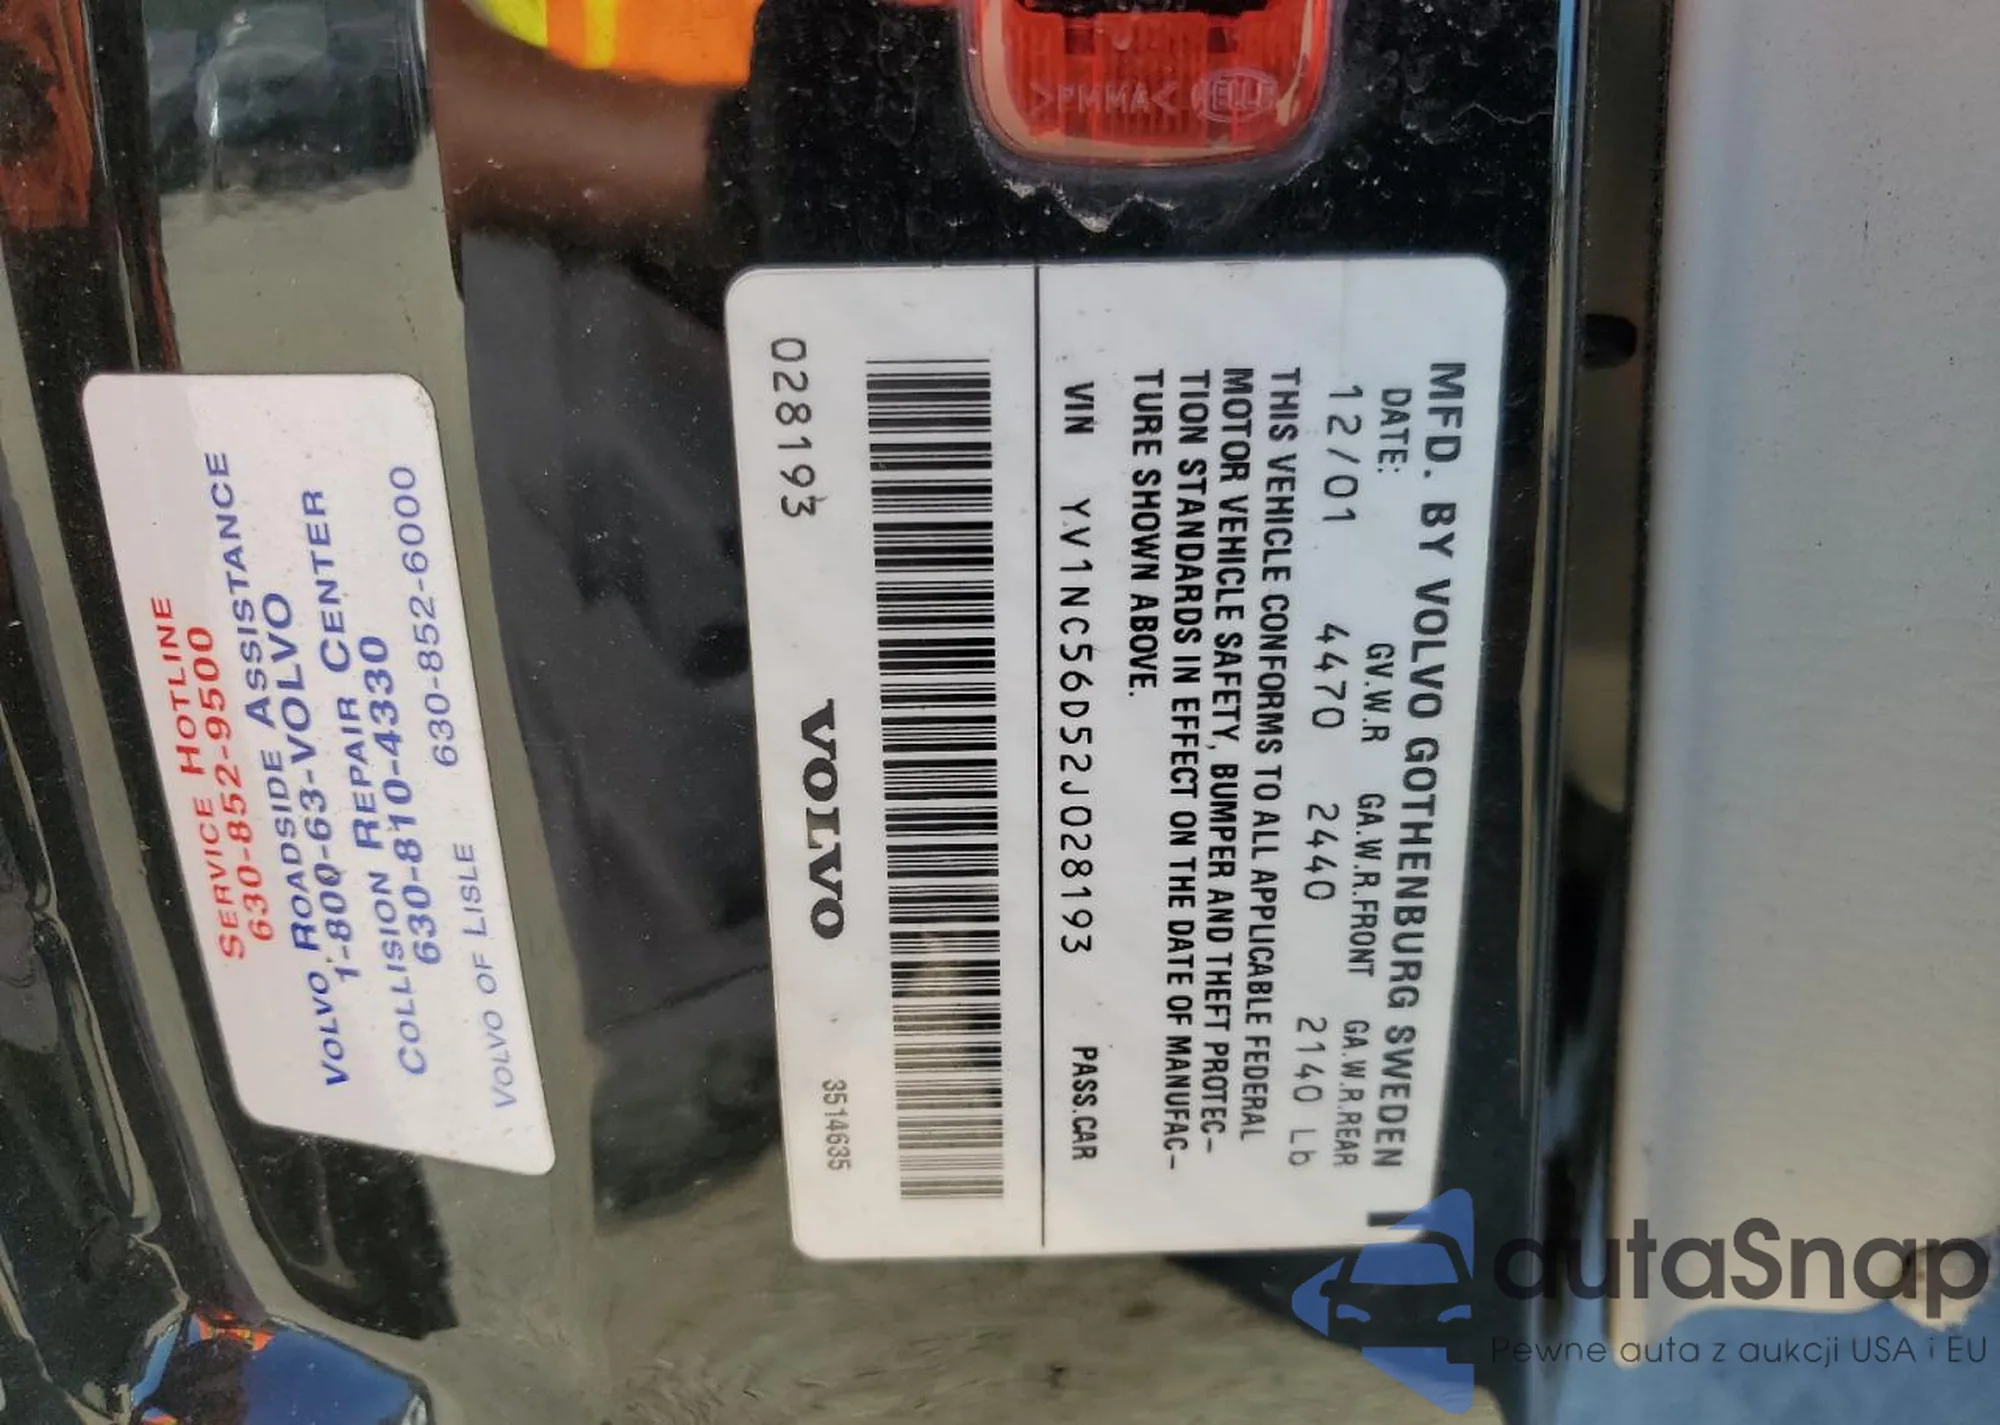 MFD. BY VOLVO GOTHENBURG SWEDEN
DATE: GV.W.R GA.W.R.FRONT GA.W.R.REAR
12/01 4470 2440 2140 Lb
THIS VEHICLE CONFORMS TO ALL APPLICABLE FEDERAL
MOTOR VEHICLE SAFETY, BUMPER AND THEFT PROTEC-
TION STANDARDS IN EFFECT ON THE DATE OF MANUFAC-
TURE SHOWN ABOVE.
VIN YV1NC56D52J028193 PASS.CAR
028193 VOLVO 3514635
SERVICE HOTLINE
630-852-9500
VOLVO ROADSIDE ASSISTANCE
1-800-63-VOLVO
COLLISION REPAIR CENTER
630-810-4330
VOLVO OF LISLE 630-852-6000
>PMMA< HELLA
autaSnap
Pewne auta z aukcji USA i EU